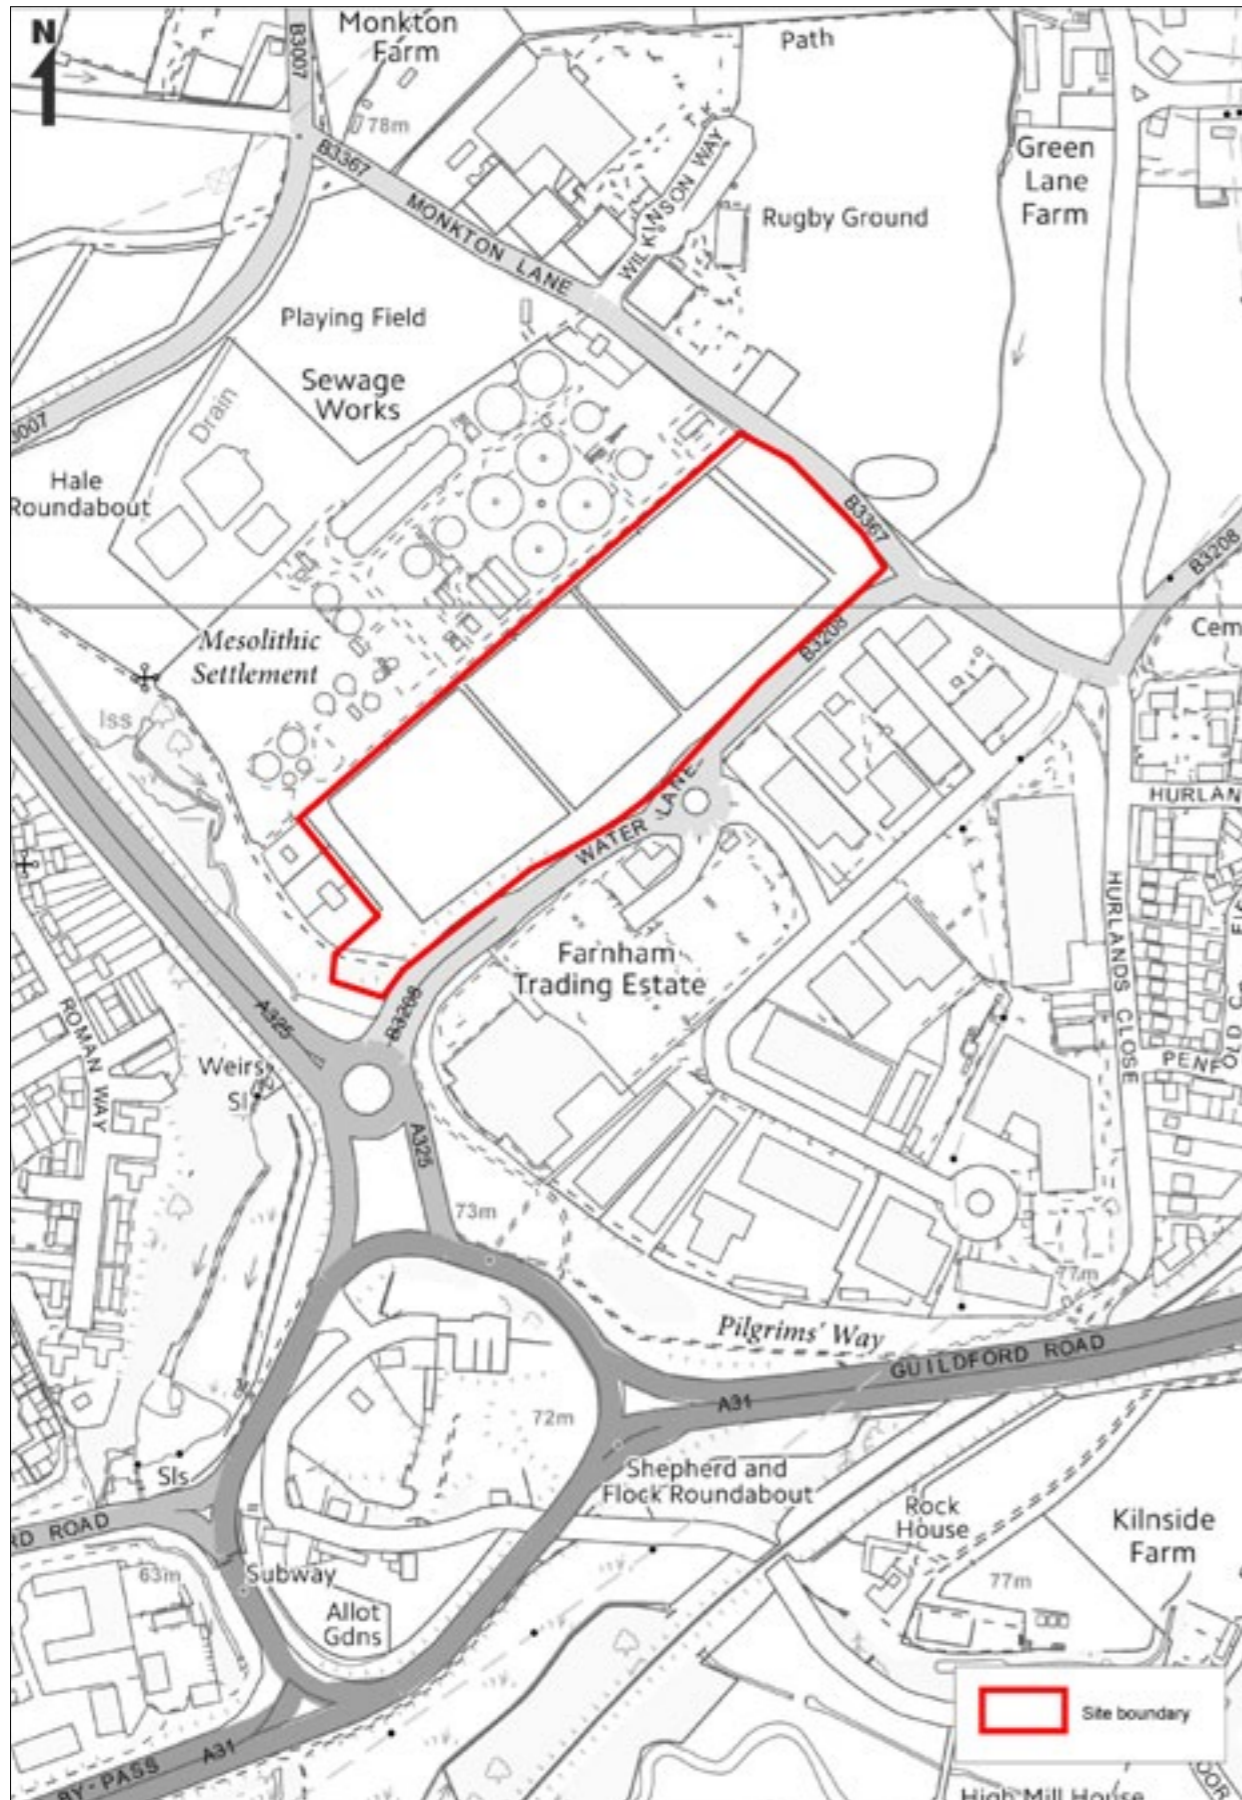 N
Monkton
Farm
Path
B3007
78m
B3367
MONKTON LANE
WILKINSON WAY
Green
Lane
Farm
Rugby Ground
Playing Field
Sewage
Works
Drain
Hale
Roundabout
B3367
B3208
B3208
Mesolithic
Settlement
Iss
WATER LANE
HURLANDS CLOSE
Farnham
Trading Estate
B3208
A325
ROMAN WAY
Weirs
Sl
A325
73m
77m
Pilgrims' Way
GUILDFORD ROAD
A31
72m
Shepherd and
Flock Roundabout
Sls
RD ROAD
63m
Subway
Allot
Gdns
Rock
House
Kilnside
Farm
77m
Site boundary
BY-PASS
A31
High Mill House